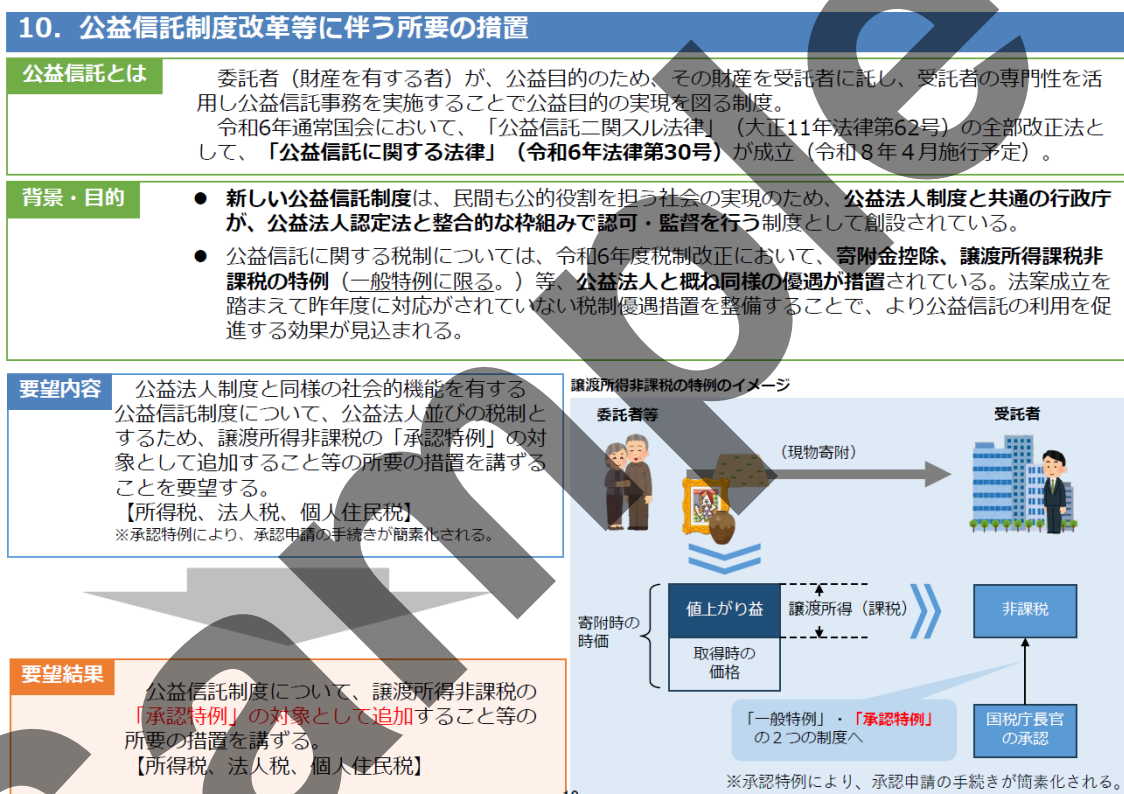 10．公益信託制度改革等に伴う所要の措置
公益信託とは
委託者（財産を有する者）が、公益目的のため、その財産を受託者に託し、受託者の専門性を活
用し公益信託事務を実施することで公益目的の実現を図る制度。
令和6年通常国会において、「公益信託ニ関スル法律」（大正11年法律第62号）の全部改正法と
して、「公益信託に関する法律」（令和6年法律第30号）が成立（令和８年４月施行予定）。
背景・目的
● 新しい公益信託制度は、民間も公的役割を担う社会の実現のため、公益法人制度と共通の行政庁
が、公益法人認定法と整合的な枠組みで認可・監督を行う制度として創設されている。
● 公益信託に関する税制については、令和6年度税制改正において、寄附金控除、譲渡所得課税非
課税の特例（一般特例に限る。）等、公益法人と概ね同様の優遇が措置されている。法案成立を
踏まえて昨年度に対応がされていない税制優遇措置を整備することで、より公益信託の利用を促
進する効果が見込まれる。
要望内容
公益法人制度と同様の社会的機能を有する
公益信託制度について、公益法人並びの税制と
するため、譲渡所得非課税の「承認特例」の対
象として追加すること等の所要の措置を講ずる
ことを要望する。
【所得税、法人税、個人住民税】
※承認特例により、承認申請の手続きが簡素化される。
要望結果
公益信託制度について、譲渡所得非課税の
「承認特例」の対象として追加すること等の
所要の措置を講ずる。
【所得税、法人税、個人住民税】
譲渡所得非課税の特例のイメージ
委託者等
受託者
（現物寄附）
寄附時の
時価
値上がり益
譲渡所得（課税）
非課税
取得時の
価格
「一般特例」・「承認特例」
の２つの制度へ
国税庁長官
の承認
※承認特例により、承認申請の手続きが簡素化される。
sample